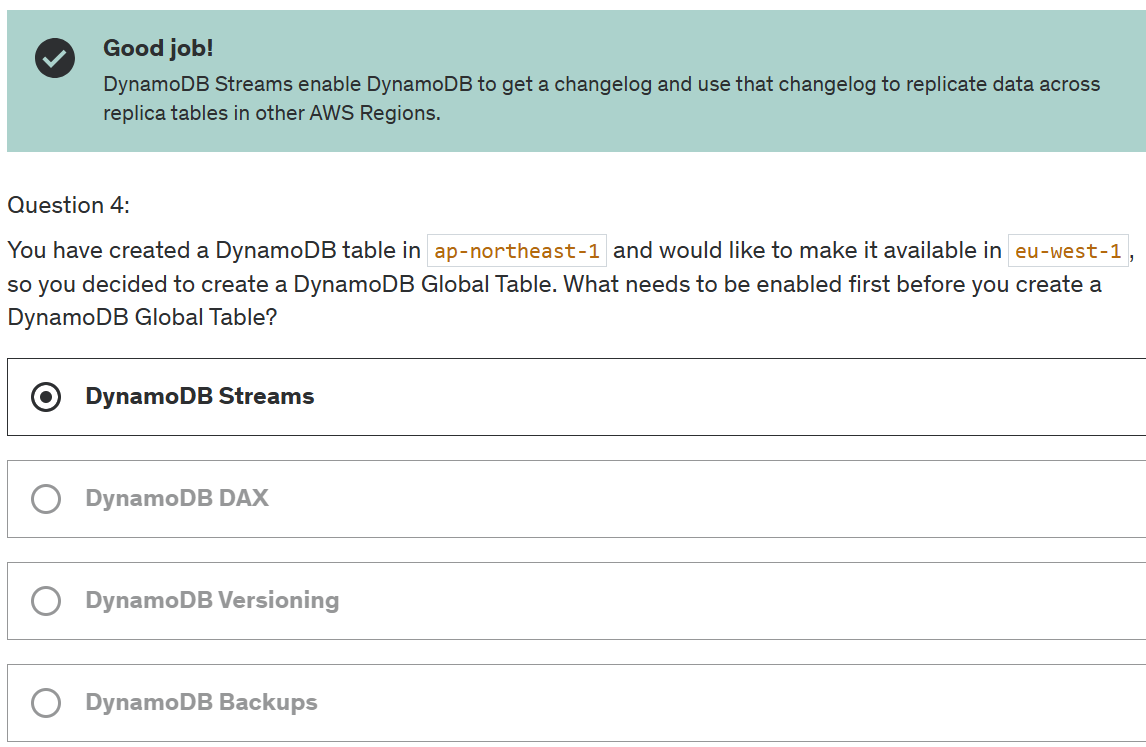 Good job!
DynamoDB Streams enable DynamoDB to get a changelog and use that changelog to replicate data across
replica tables in other AWS Regions.
Question 4:
You have created a DynamoDB table in ap-northeast-1 and would like to make it available in eu-west-1,
so you decided to create a DynamoDB Global Table. What needs to be enabled first before you create a
DynamoDB Global Table?
DynamoDB Streams
DynamoDB DAX
DynamoDB Versioning
DynamoDB Backups